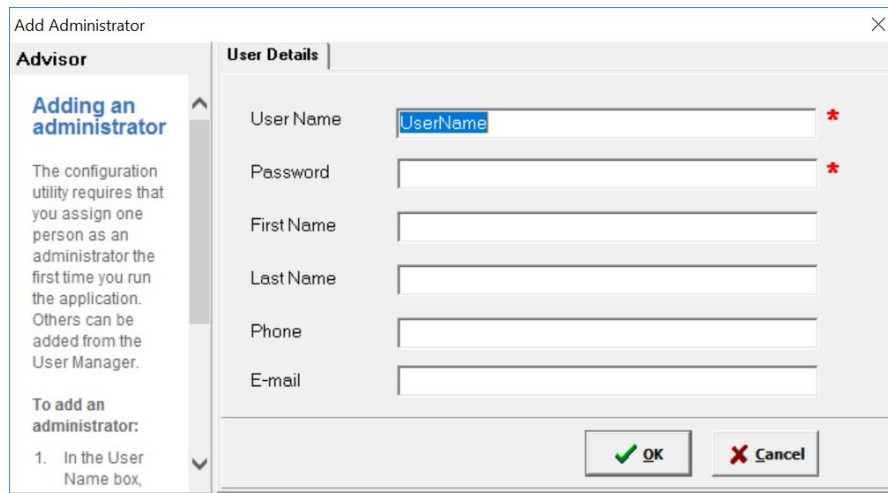 Add Administrator
Advisor
Adding an
administrator
The configuration
utility requires that
you assign one
person as an
administrator the
first time you run
the application.
Others can be
added from the
User Manager.
To add an
administrator:
1. In the User
Name box,
User Details
User Name
UserName
*
Password
*
First Name
Last Name
Phone
E-mail
OK
Cancel